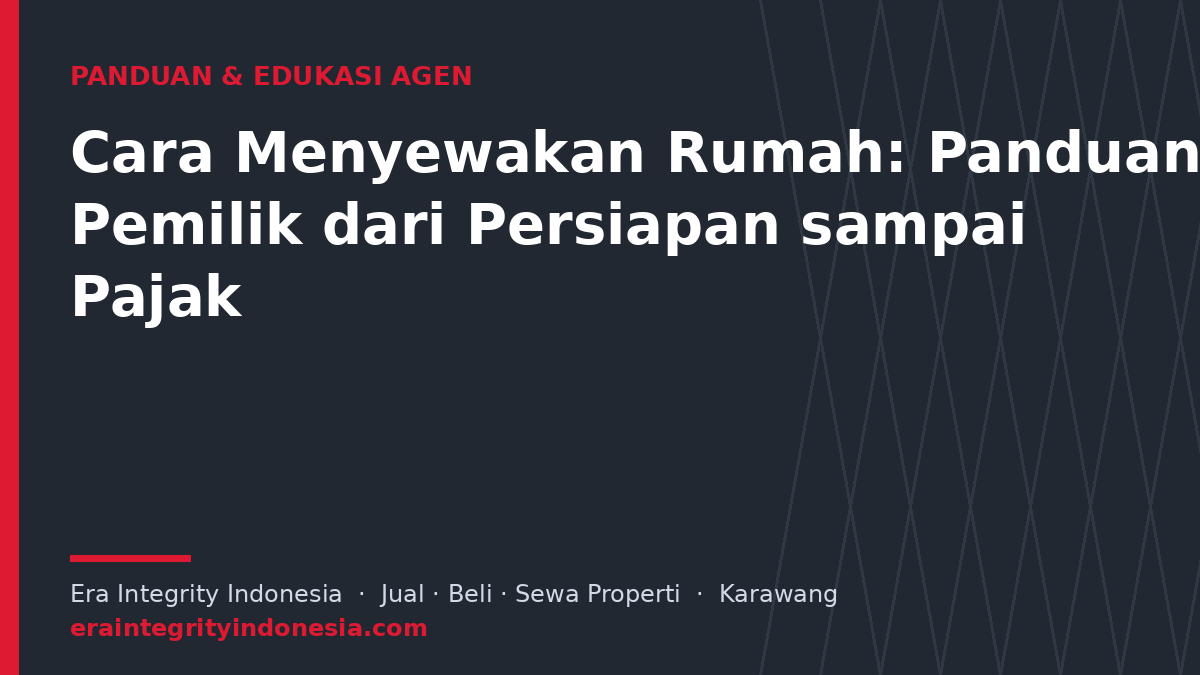 PANDUAN & EDUKASI AGEN
Cara Menyewakan Rumah: Panduan
Pemilik dari Persiapan sampai
Pajak
Era Integrity Indonesia · Jual · Beli · Sewa Properti · Karawang
eraintegrityindonesia.com